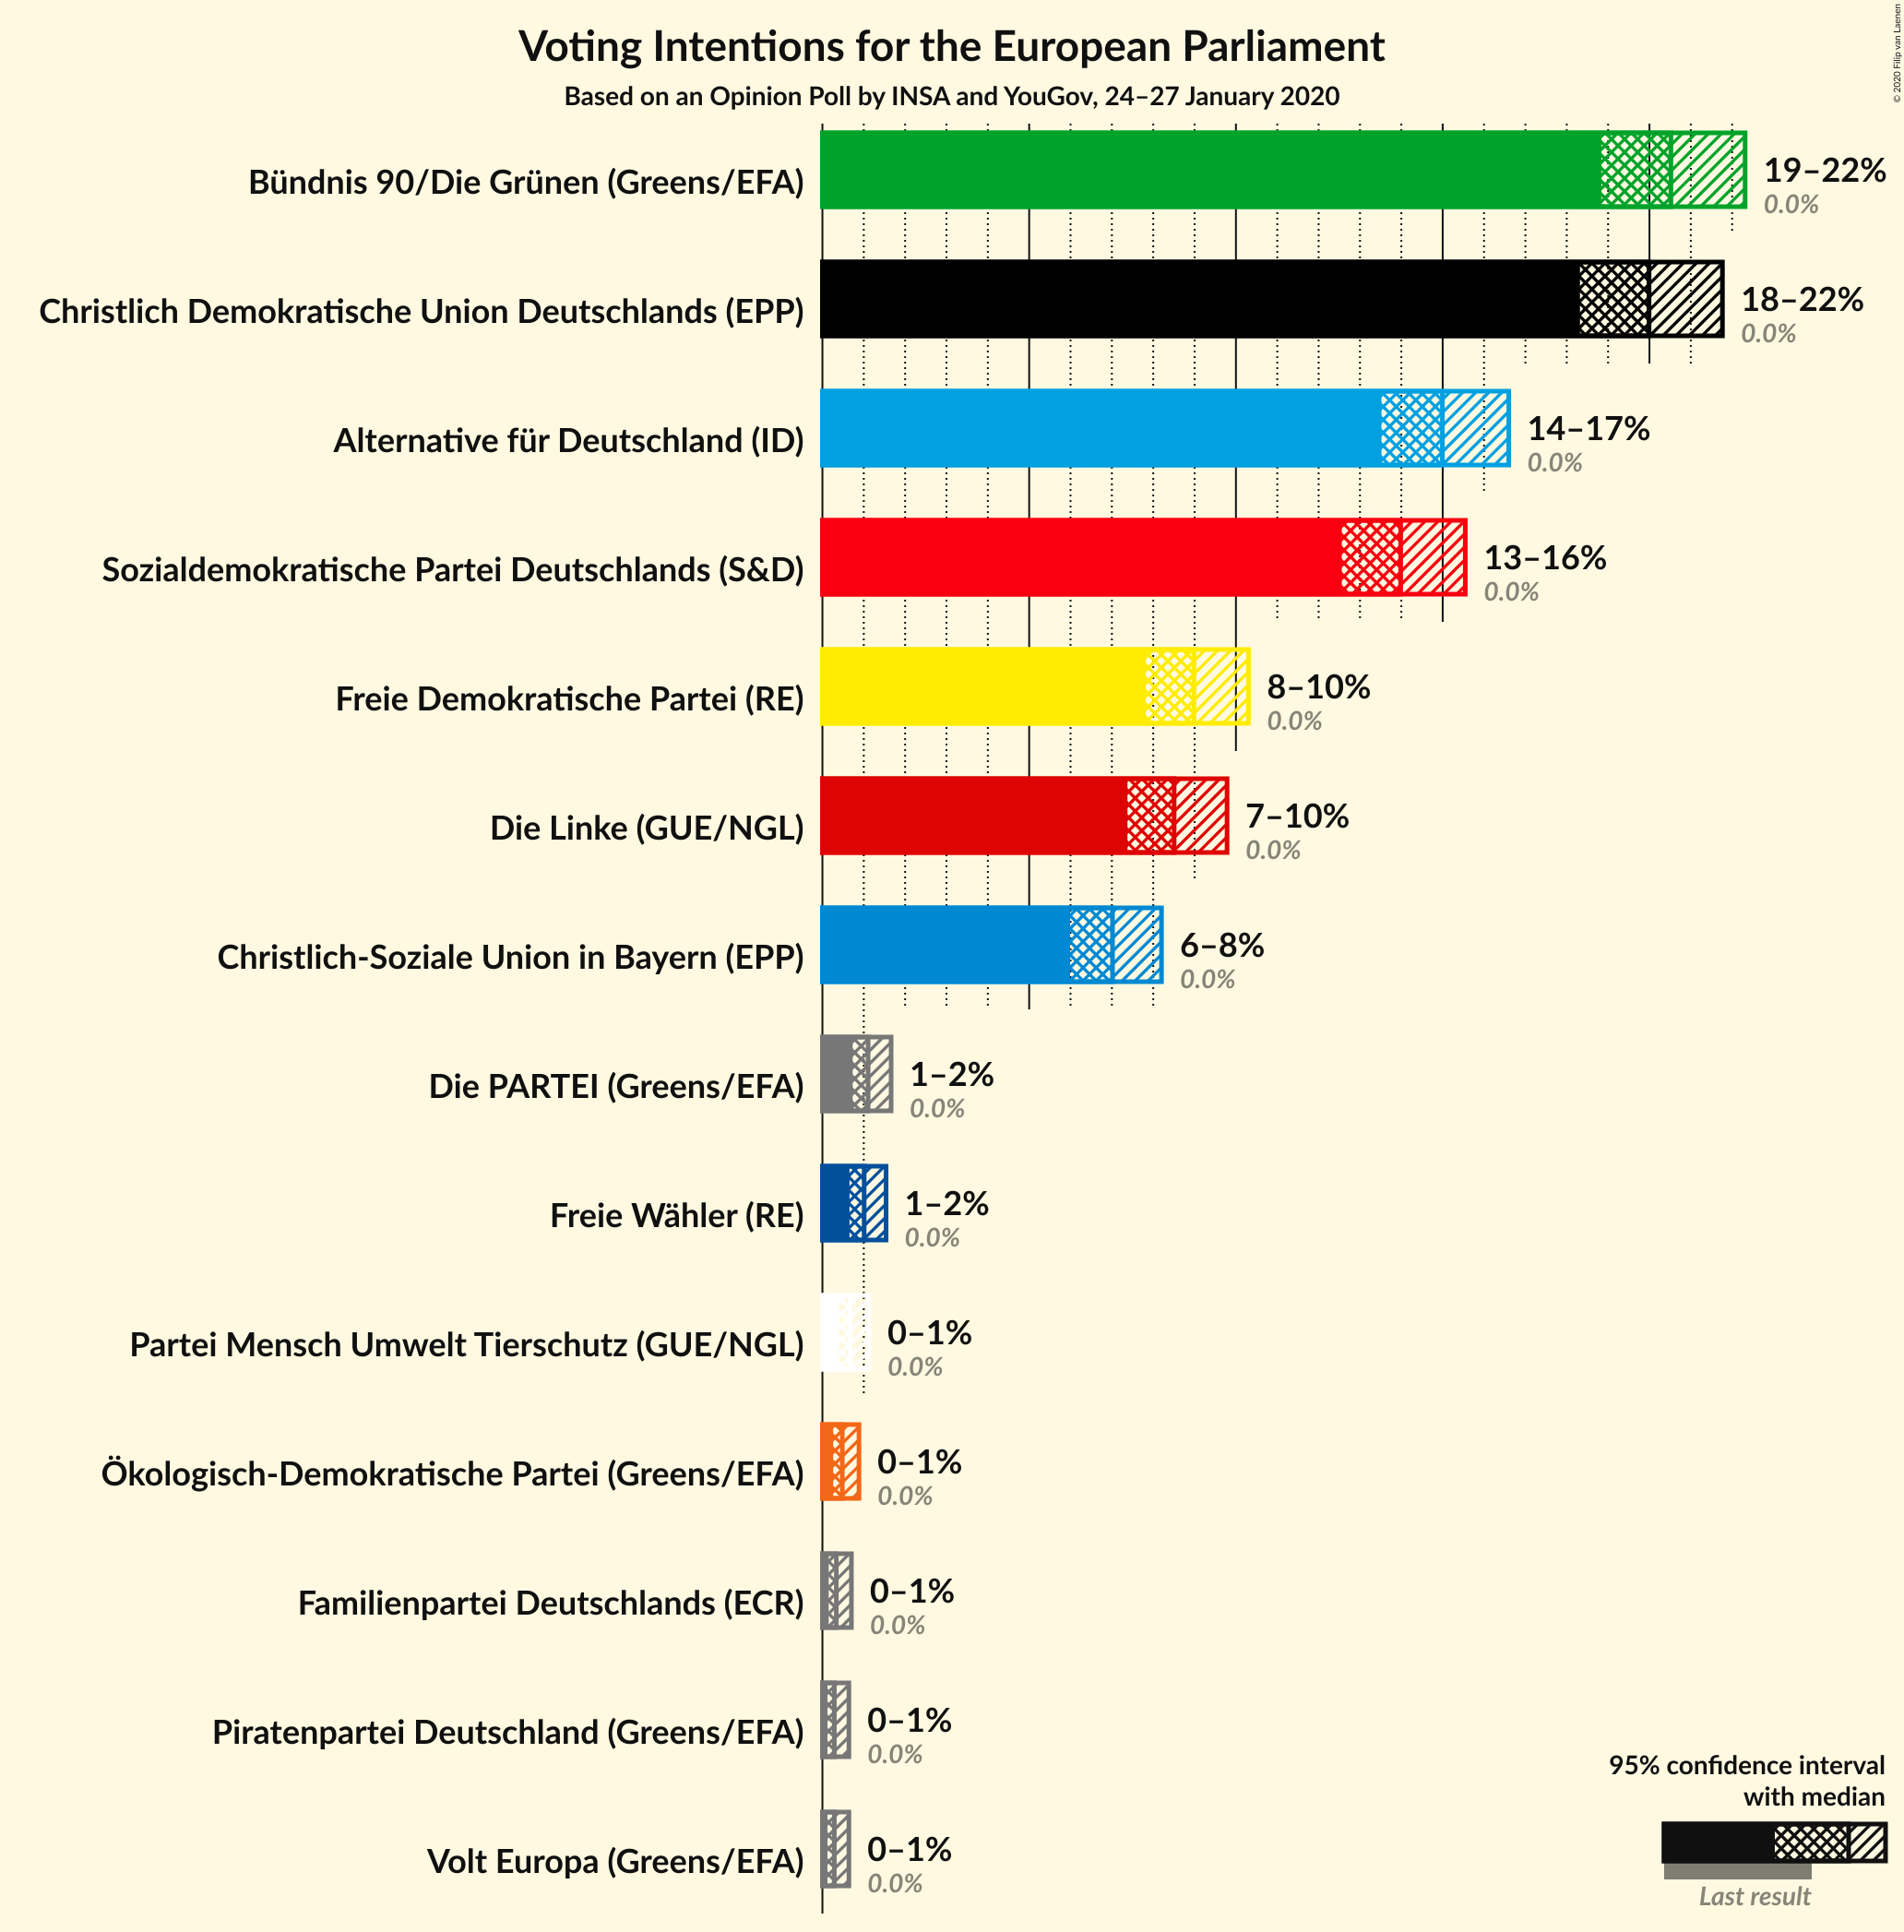 Voting Intentions for the European Parliament
Based on an Opinion Poll by INSA and YouGov, 24–27 January 2020
© 2020 Filip van Laenen
Bündnis 90/Die Grünen (Greens/EFA)
19–22%
0.0%
Christlich Demokratische Union Deutschlands (EPP)
18–22%
0.0%
Alternative für Deutschland (ID)
14–17%
0.0%
Sozialdemokratische Partei Deutschlands (S&D)
13–16%
0.0%
Freie Demokratische Partei (RE)
8–10%
0.0%
Die Linke (GUE/NGL)
7–10%
0.0%
Christlich-Soziale Union in Bayern (EPP)
6–8%
0.0%
Die PARTEI (Greens/EFA)
1–2%
0.0%
Freie Wähler (RE)
1–2%
0.0%
Partei Mensch Umwelt Tierschutz (GUE/NGL)
0–1%
0.0%
Ökologisch-Demokratische Partei (Greens/EFA)
0–1%
0.0%
Familienpartei Deutschlands (ECR)
0–1%
0.0%
Piratenpartei Deutschland (Greens/EFA)
0–1%
0.0%
Volt Europa (Greens/EFA)
0–1%
0.0%
95% confidence interval
with median
Last result